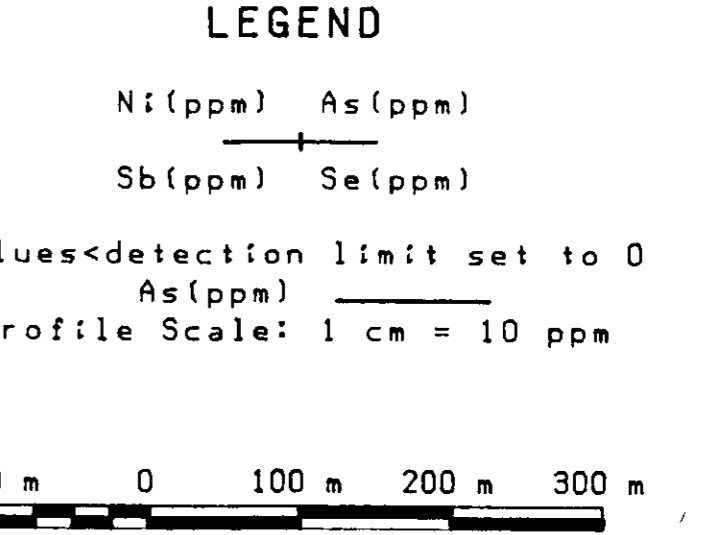 LEGEND
Ni(ppm) As(ppm)
Sb(ppm) Se(ppm)
lues<detection limit set to 0
As(ppm)
rofile Scale: 1 cm = 10 ppm
m 0 100 m 200 m 300 m